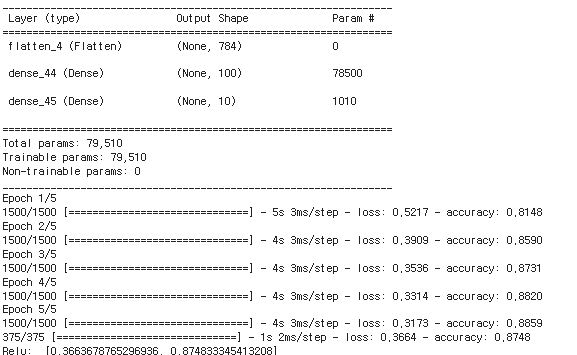 Layer (type) Output Shape Param #
flatten_4 (Flatten) (None, 784) 0
dense_44 (Dense) (None, 100) 78500
dense_45 (Dense) (None, 10) 1010
Total params: 79,510
Trainable params: 79,510
Non-trainable params: 0
Epoch 1/5
1500/1500 [==============================] - 5s 3ms/step - loss: 0.5217 - accuracy: 0.8148
Epoch 2/5
1500/1500 [==============================] - 4s 3ms/step - loss: 0.3909 - accuracy: 0.8590
Epoch 3/5
1500/1500 [==============================] - 4s 3ms/step - loss: 0.3536 - accuracy: 0.8731
Epoch 4/5
1500/1500 [==============================] - 4s 3ms/step - loss: 0.3314 - accuracy: 0.8820
Epoch 5/5
1500/1500 [==============================] - 4s 3ms/step - loss: 0.3173 - accuracy: 0.8859
375/375 [==============================] - 1s 2ms/step - loss: 0.3664 - accuracy: 0.8748
Relu: [0.3663678765296936, 0.874833345413208]